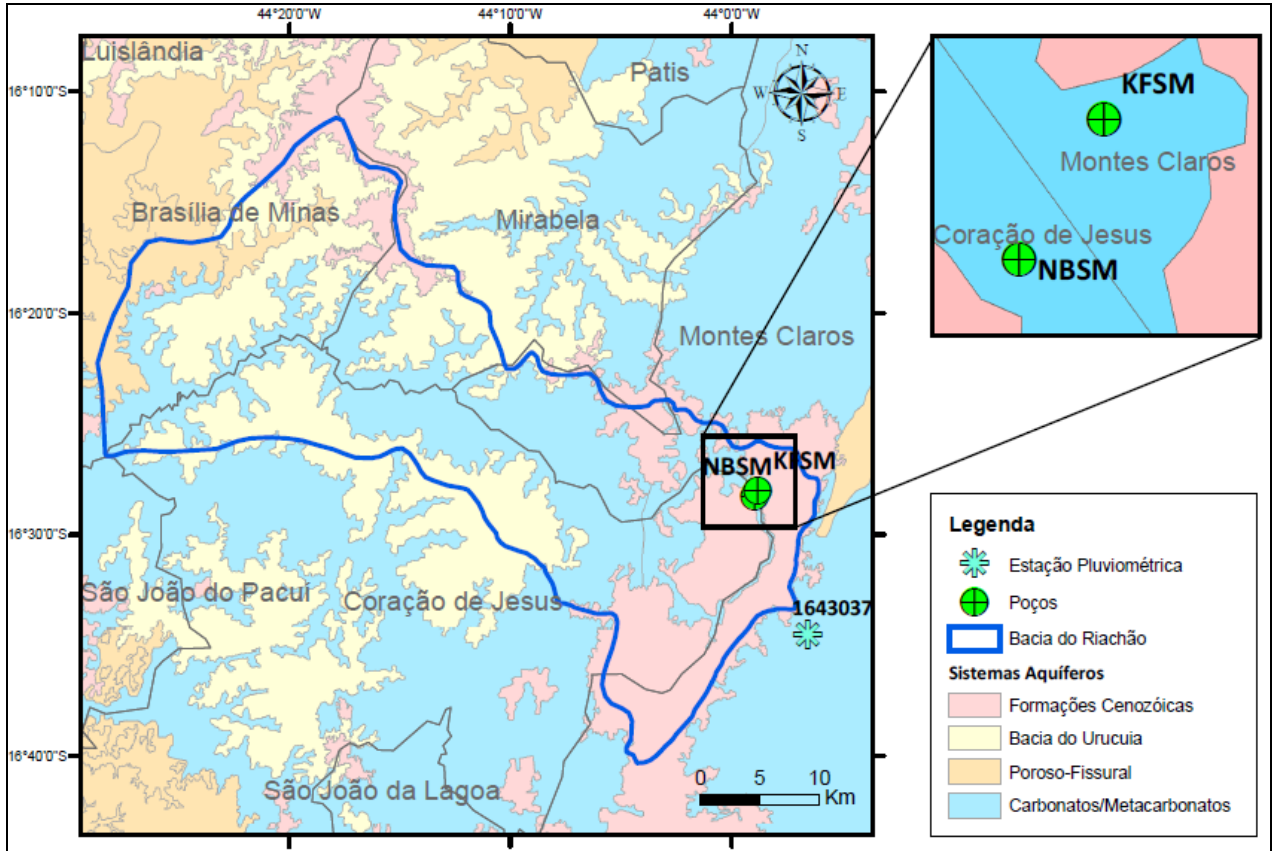 44°20'0"W
44°10'0"W
44°0'0"W
16°10'0"S
16°20'0"S
16°30'0"S
16°40'0"S
Luislândia
Patis
N
W
E
S
Brasília de Minas
Mirabela
Montes Claros
NBSM
KFSM
São João do Pacuí
Coração de Jesus
1643037
São João da Lagoa
0 5 10
Km
KFSM
Montes Claros
Coração de Jesus
NBSM
Legenda
Estação Pluviométrica
Poços
Bacia do Riachão
Sistemas Aquíferos
Formações Cenozóicas
Bacia do Urucuia
Poroso-Fissural
Carbonatos/Metacarbonatos